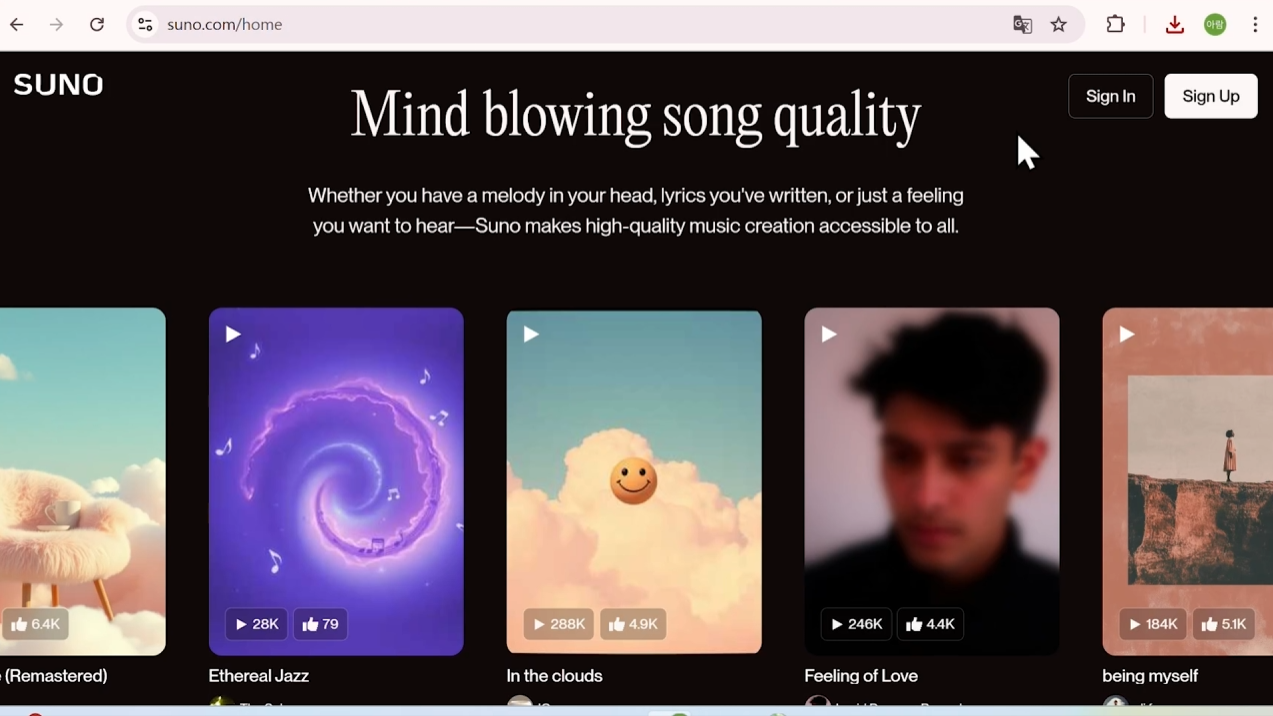 suno.com/home
아람
SUNO
Sign In
Sign Up
Mind blowing song quality
Whether you have a melody in your head, lyrics you've written, or just a feeling
you want to hear—Suno makes high-quality music creation accessible to all.
6.4K
28K
79
288K
4.9K
246K
4.4K
184K
5.1K
(Remastered)
Ethereal Jazz
In the clouds
Feeling of Love
being myself